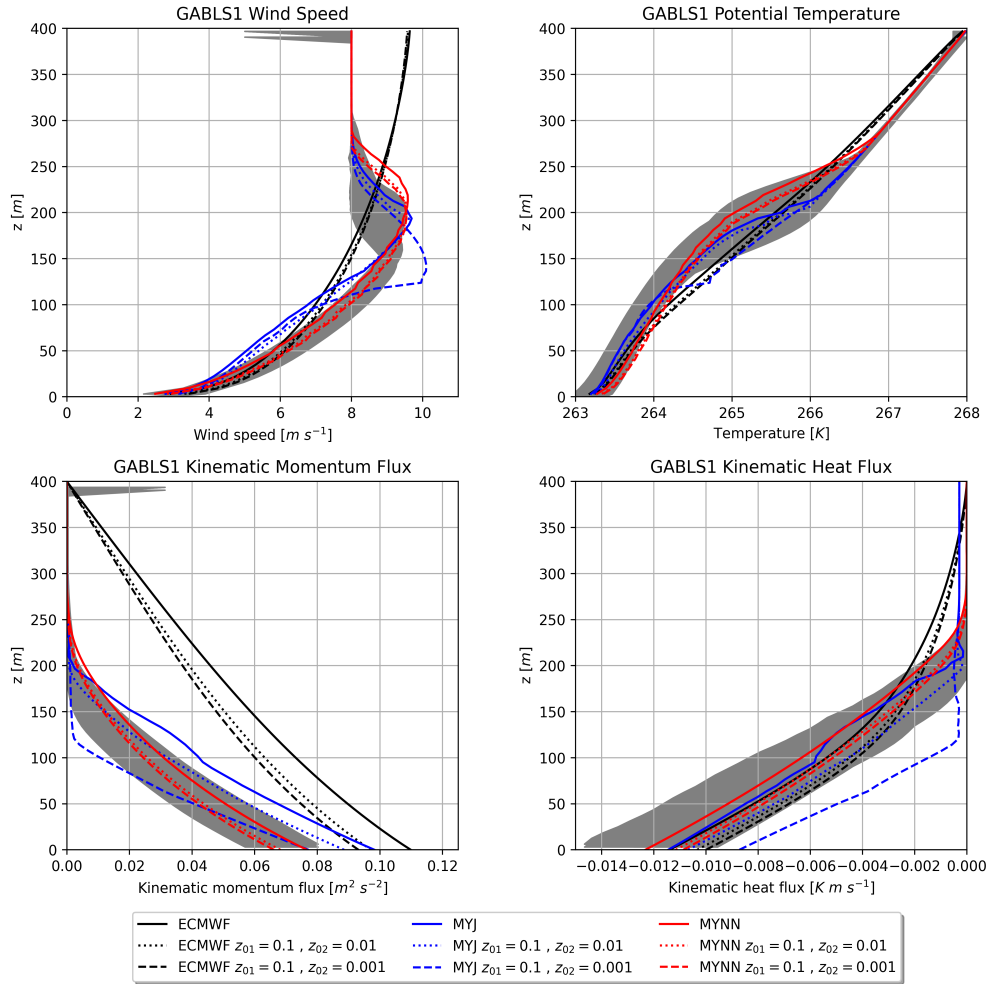 GABLS1 Wind Speed
400
350
300
250
200
150
100
50
0
z [m]
0 2 4 6 8 10
Wind speed [m s⁻¹]
GABLS1 Potential Temperature
400
350
300
250
200
150
100
50
0
z [m]
263 264 265 266 267 268
Temperature [K]
GABLS1 Kinematic Momentum Flux
400
350
300
250
200
150
100
50
0
z [m]
0.00 0.02 0.04 0.06 0.08 0.10 0.12
Kinematic momentum flux [m² s⁻²]
GABLS1 Kinematic Heat Flux
400
350
300
250
200
150
100
50
0
z [m]
−0.014 −0.012 −0.010 −0.008 −0.006 −0.004 −0.002 0.000
Kinematic heat flux [K m s⁻¹]
ECMWF
ECMWF z₀₁ = 0.1 , z₀₂ = 0.01
ECMWF z₀₁ = 0.1 , z₀₂ = 0.001
MYJ
MYJ z₀₁ = 0.1 , z₀₂ = 0.01
MYJ z₀₁ = 0.1 , z₀₂ = 0.001
MYNN
MYNN z₀₁ = 0.1 , z₀₂ = 0.01
MYNN z₀₁ = 0.1 , z₀₂ = 0.001